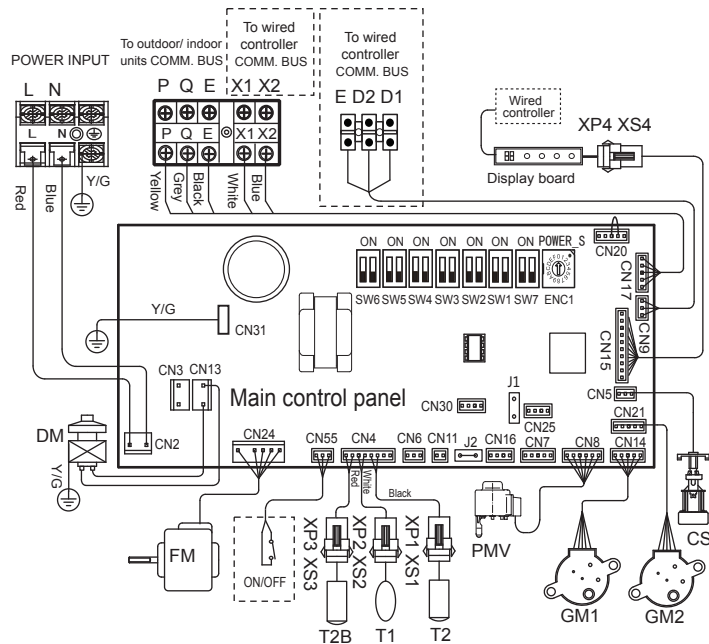 To wired
controller
COMM. BUS
To wired
controller
COMM. BUS
To outdoor/ indoor
units COMM. BUS
POWER INPUT
L N
P Q E X1 X2
E D2 D1
Wired
controller
XP4 XS4
L N
P Q E X1 X2
Display board
Y/G
Red
Blue
Yellow
Grey
Black
White
Blue
ON ON ON ON ON ON ON POWER_S
CN20
CN17
SW6 SW5 SW4 SW3 SW2 SW1 SW7 ENC1
Y/G
CN31
CN9
CN15
CN3 CN13
J1
CN5
Main control panel
CN30
CN25
CN21
DM
CN2
CN24
CN55
CN4
CN6
CN11
J2
CN16
CN7
CN8
CN14
Y/G
Red
White
Black
FM
ON/OFF
XP3 XS3
XP2 XS2
XP1 XS1
PMV
CS
GM1
GM2
T2B
T1
T2